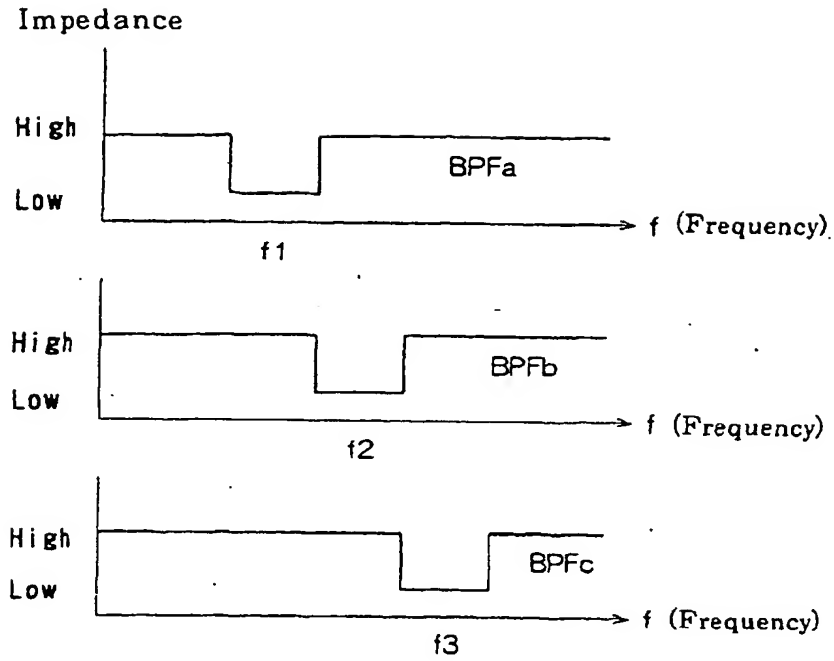 Impedance
High
BPFa
Low
f (Frequency)
f1
High
BPFb
Low
f (Frequency)
f2
High
BPFc
Low
f (Frequency)
f3